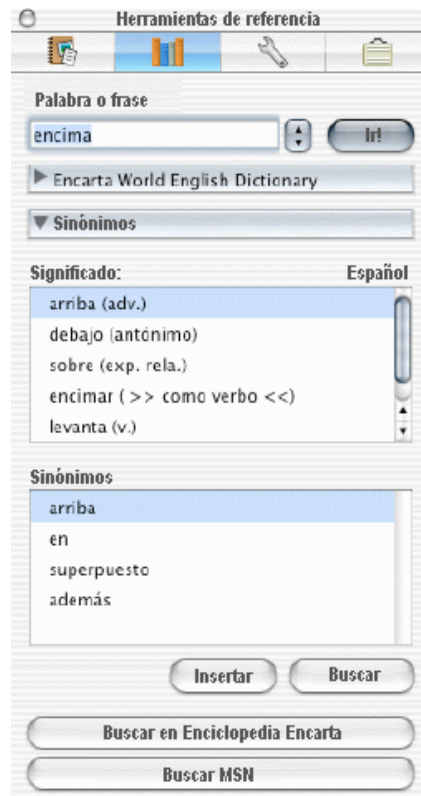 Herramientas de referencia
Palabra o frase
encima
Ir!
Encarta World English Dictionary
Sinónimos
Significado: Español
arriba (adv.)
debajo (antónimo)
sobre (exp. rela.)
encimar ( >> como verbo <<)
levanta (v.)
Sinónimos
arriba
en
superpuesto
además
Insertar Buscar
Buscar en Enciclopedia Encarta
Buscar MSN